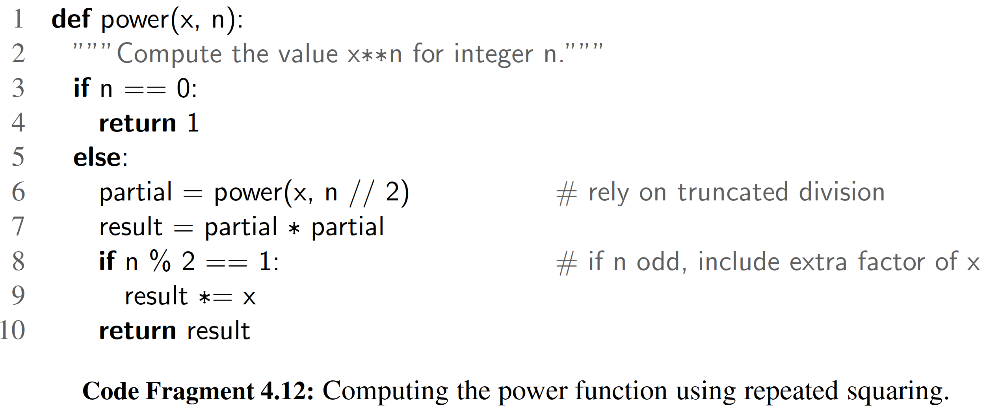 1 def power(x, n):
2 """Compute the value x**n for integer n."""
3 if n == 0:
4 return 1
5 else:
6 partial = power(x, n // 2) # rely on truncated division
7 result = partial * partial
8 if n % 2 == 1: # if n odd, include extra factor of x
9 result *= x
10 return result
Code Fragment 4.12: Computing the power function using repeated squaring.